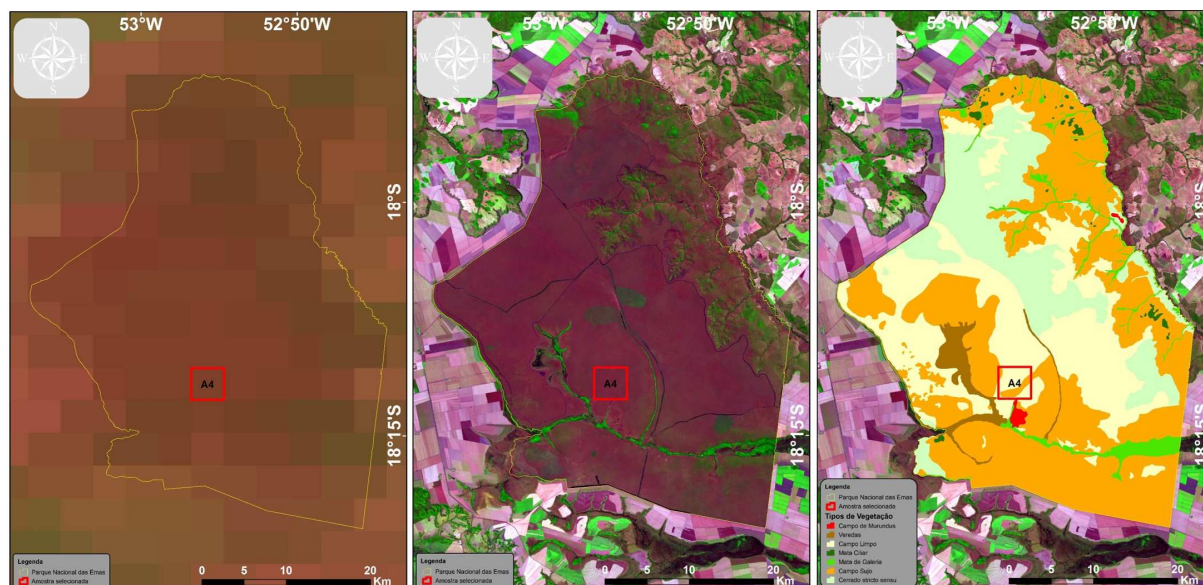 53°W 52°50'W
N
W E
S
A4
18°S
18°15'S
Legenda
Parque Nacional das Emas
Amostra selecionada
0 5 10 20
Km
53°W 52°50'W
N
W E
S
A4
18°S
18°15'S
Legenda
Parque Nacional das Emas
Amostra selecionada
0 5 10 20
Km
53°W 52°50'W
N
W E
S
A4
18°S
18°15'S
Legenda
Parque Nacional das Emas
Amostra selecionada
Tipos de Vegetação
Campo de Murundus
Veredas
Campo Limpo
Mata Ciliar
Mata de Galeria
Campo Sujo
Cerrado stricto sensu
0 5 10 20
Km